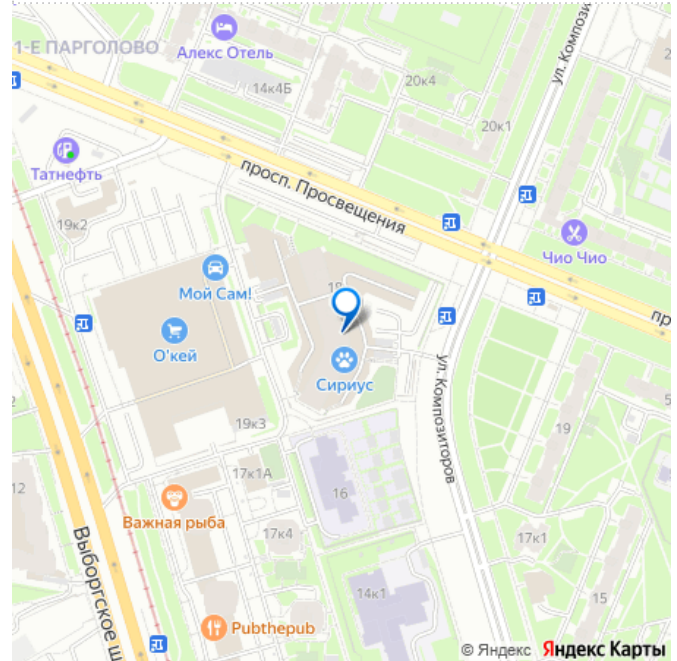 1-Е ПАРГОЛОВО
Алекс Отель
14к4Б
20к4
ул. Компози
20к1
Татнефть
19к2
просп. Просвещения
Чио Чио
Мой Сам!
18
О'кей
пр
Сириус
ул. Композиторов
19к3
19
17к1А
16
12
Важная рыба
17к4
17к1
Выборгское ш
14к1
15
Pubthepub
© Яндекс Яндекс Карты